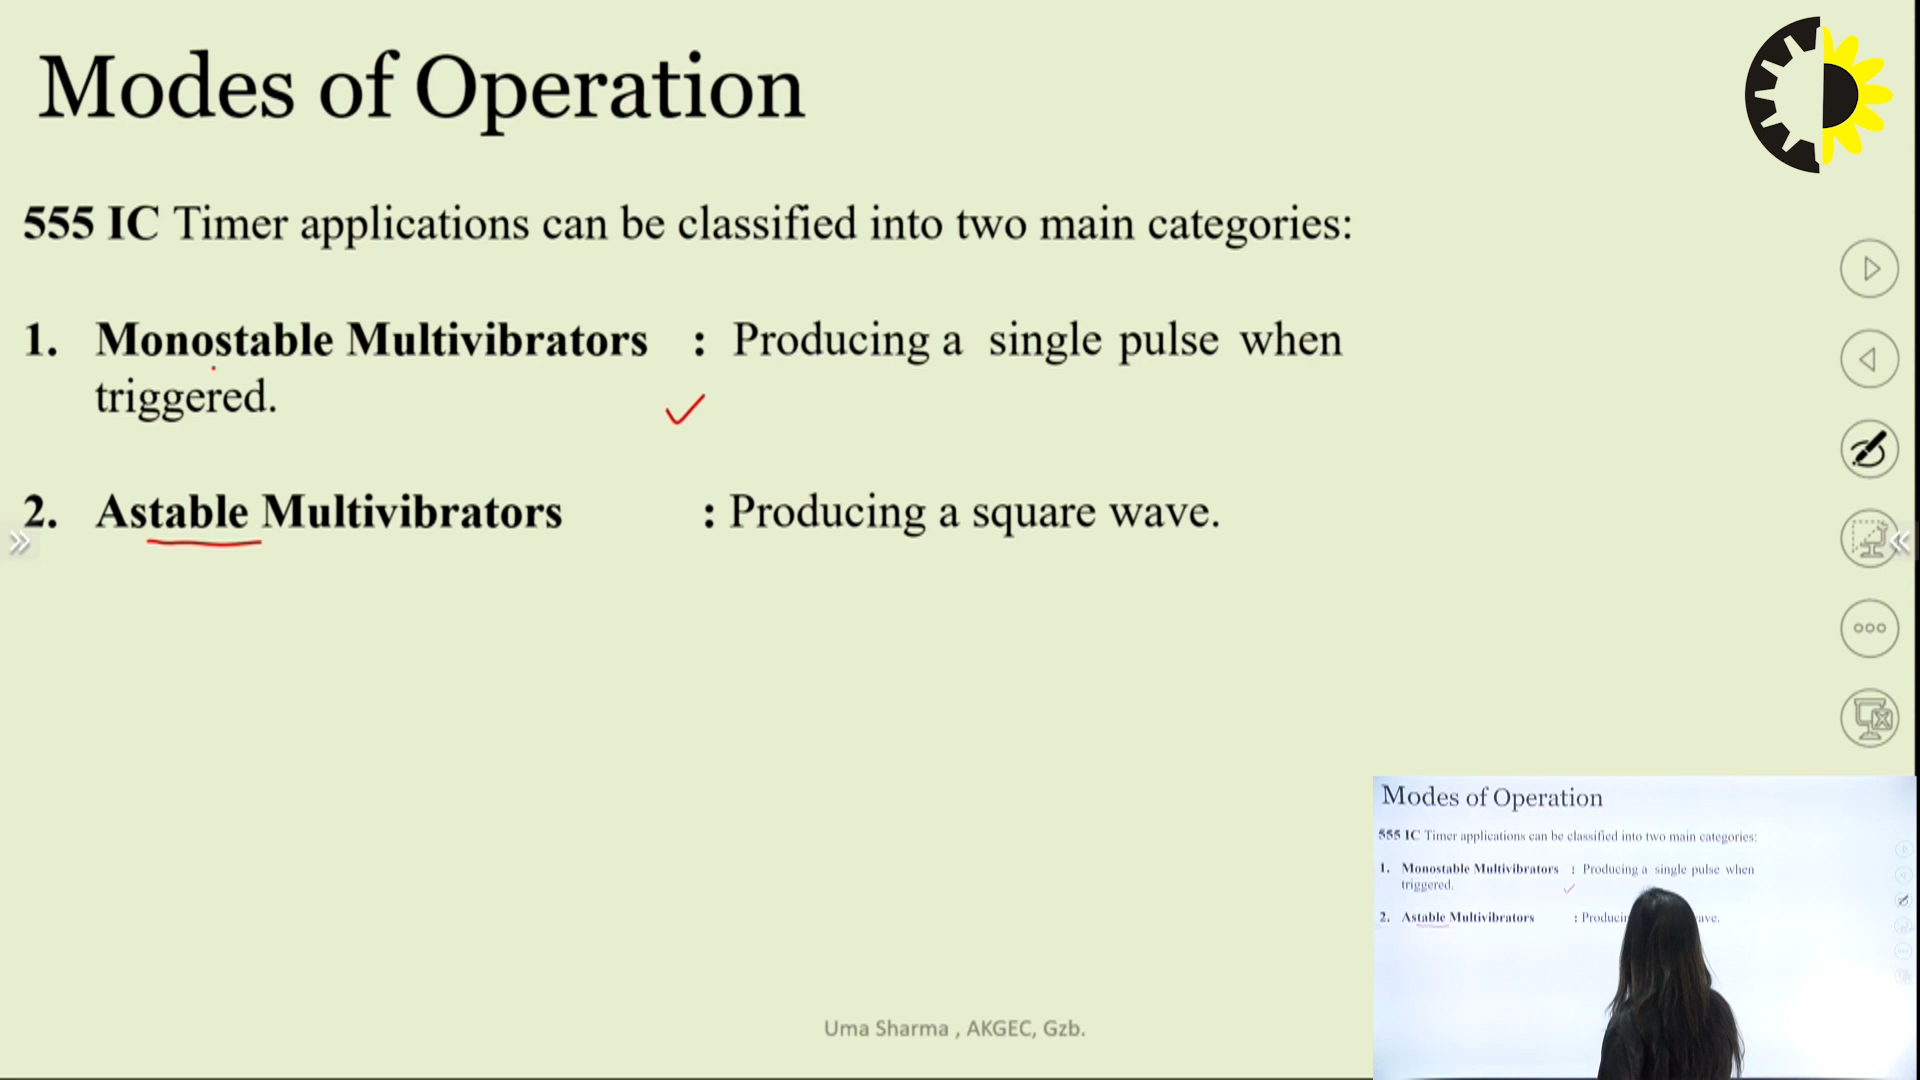 Modes of Operation
555 IC Timer applications can be classified into two main categories:
1. Monostable Multivibrators : Producing a single pulse when
triggered.
2. Astable Multivibrators : Producing a square wave.
Uma Sharma , AKGEC, Gzb.
Modes of Operation
555 IC Timer applications can be classified into two main categories:
1. Monostable Multivibrators : Producing a single pulse when
triggered.
2. Astable Multivibrators :